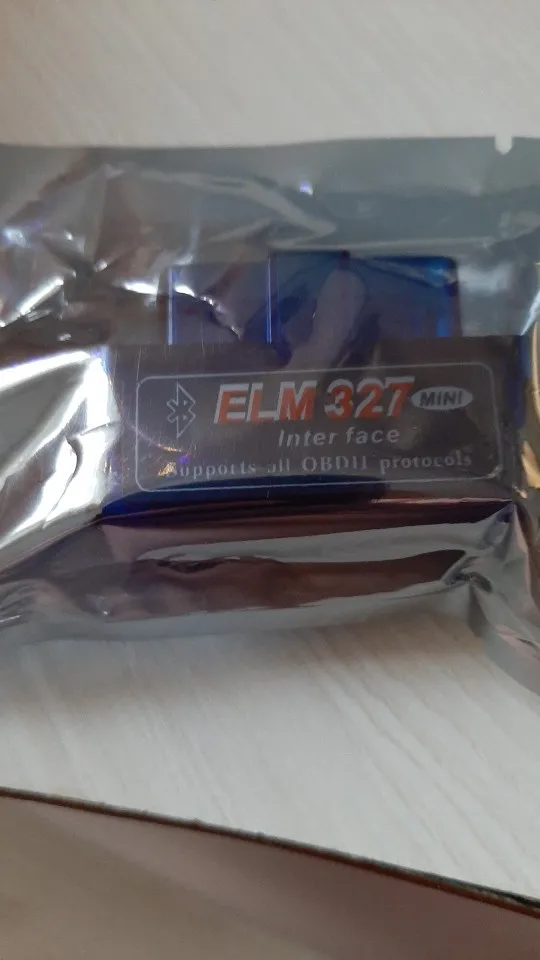 ELM 327 MINI
Inter face
Supports all OBDII protocols